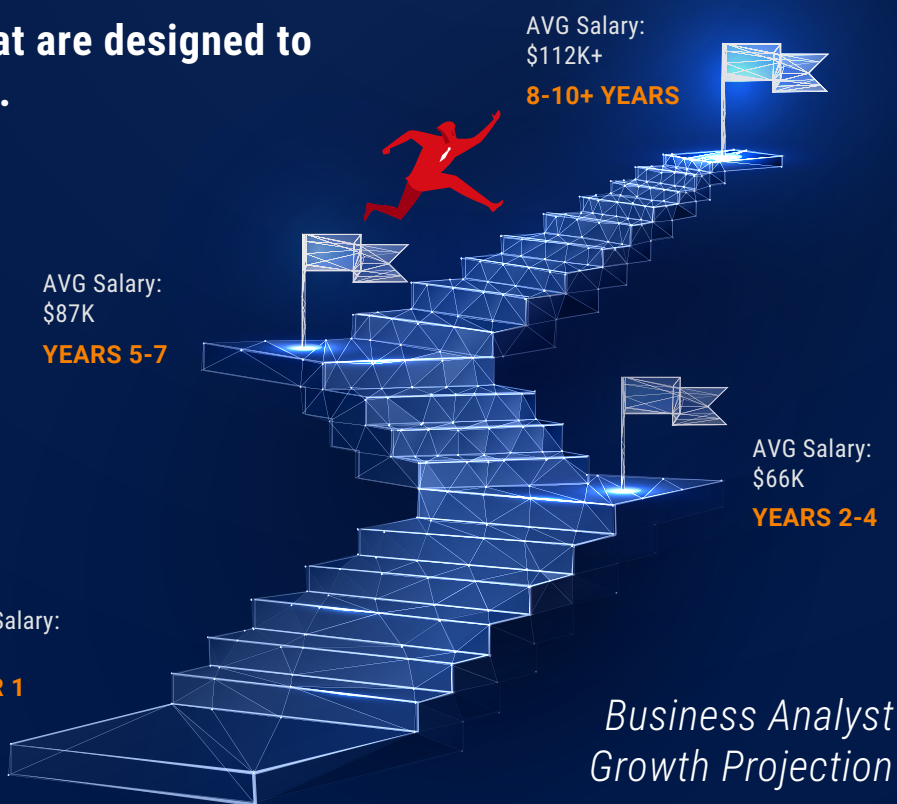 at are designed to
.
AVG Salary:
$112K+
8-10+ YEARS
AVG Salary:
$87K
YEARS 5-7
AVG Salary:
$66K
YEARS 2-4
Salary:
R 1
Business Analyst
Growth Projection